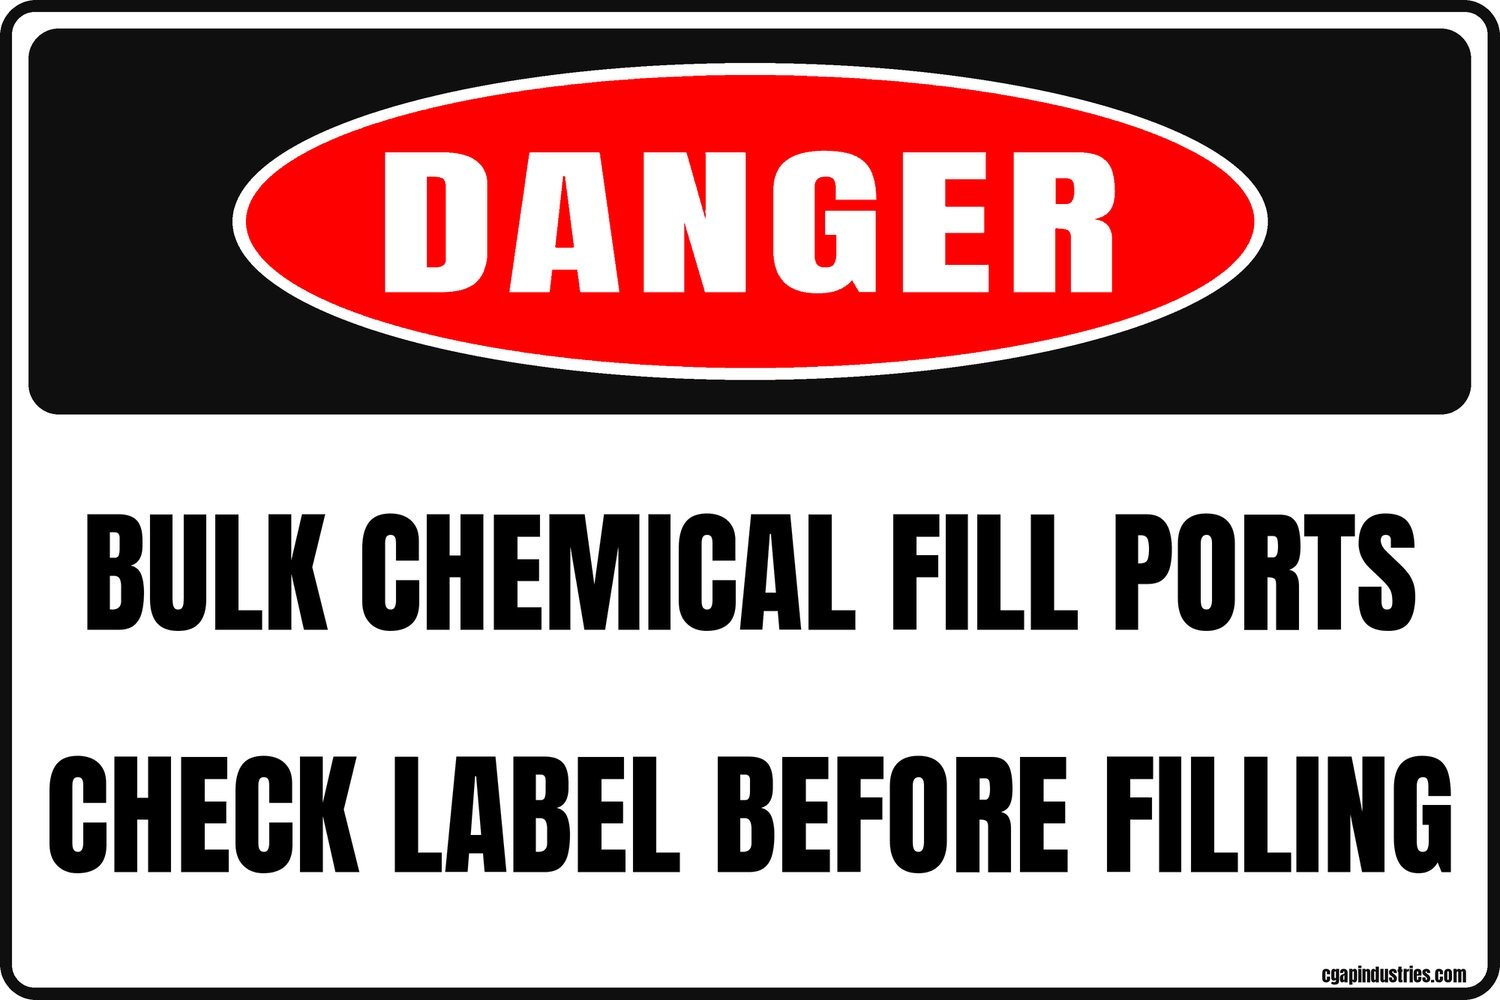 DANGER
BULK CHEMICAL FILL PORTS
CHECK LABEL BEFORE FILLING
cgapindustries.com